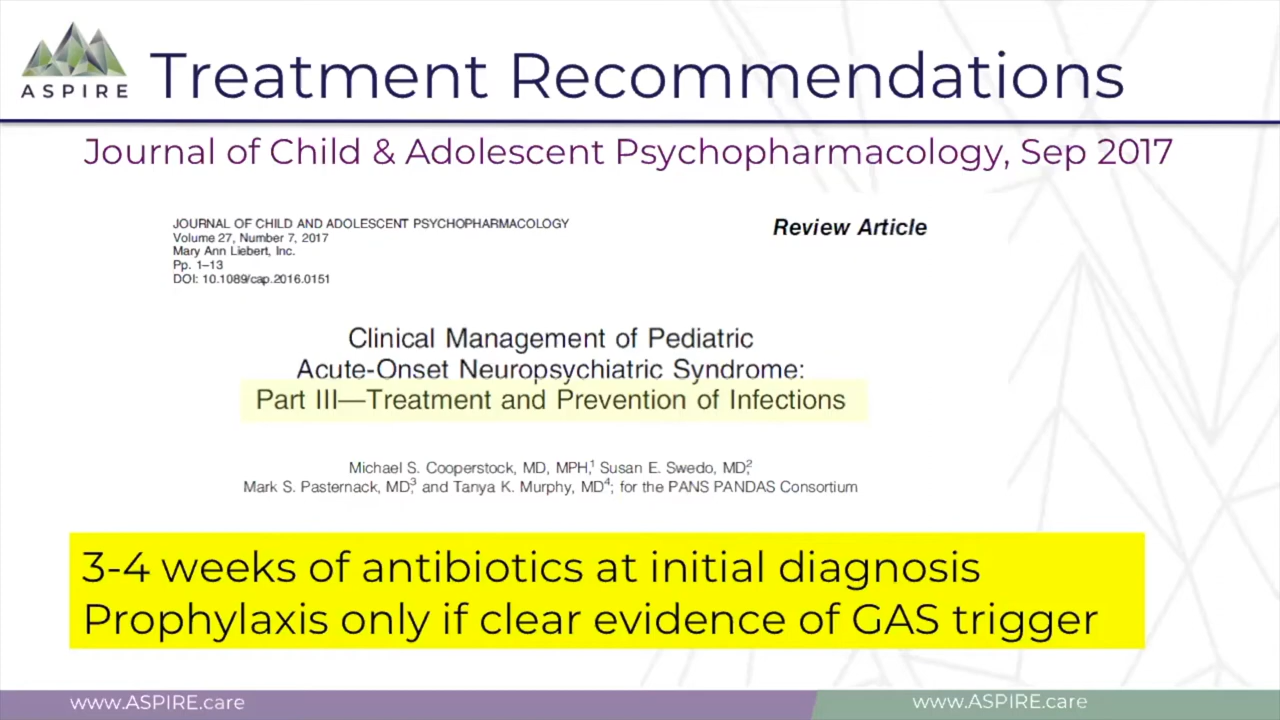 ASPIRE
Treatment Recommendations
Journal of Child & Adolescent Psychopharmacology, Sep 2017
JOURNAL OF CHILD AND ADOLESCENT PSYCHOPHARMACOLOGY
Volume 27, Number 7, 2017
Mary Ann Liebert, Inc.
Pp. 1–13
DOI: 10.1089/cap.2016.0151
Review Article
Clinical Management of Pediatric
Acute-Onset Neuropsychiatric Syndrome:
Part III—Treatment and Prevention of Infections
Michael S. Cooperstock, MD, MPH,1 Susan E. Swedo, MD,2
Mark S. Pasternack, MD,3 and Tanya K. Murphy, MD4; for the PANS PANDAS Consortium
3-4 weeks of antibiotics at initial diagnosis
Prophylaxis only if clear evidence of GAS trigger
www.ASPIRE.care
www.ASPIRE.care